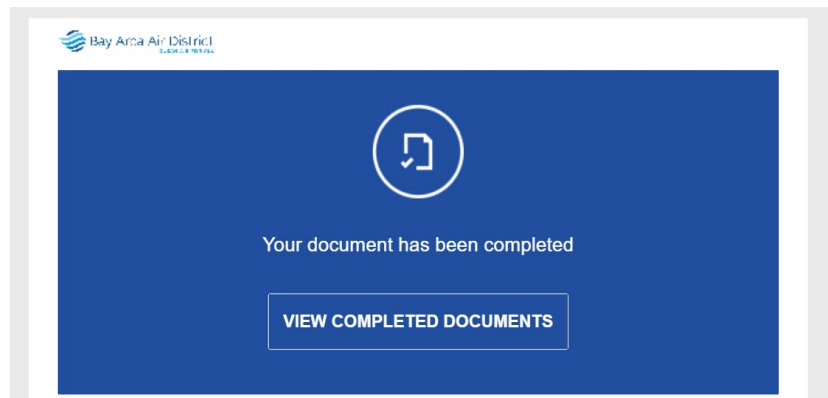 Bay Area Air District
Your document has been completed
VIEW COMPLETED DOCUMENTS